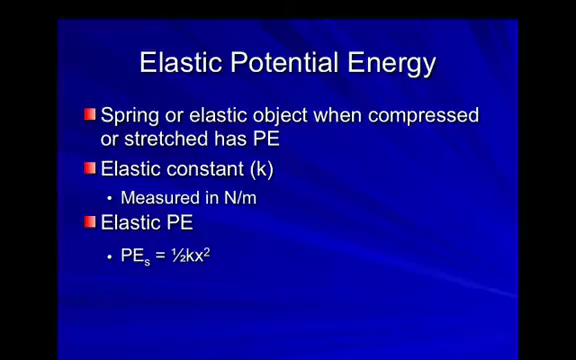 Elastic Potential Energy
Spring or elastic object when compressed
or stretched has PE
Elastic constant (k)
• Measured in N/m
Elastic PE
• PEₛ = ½kx²